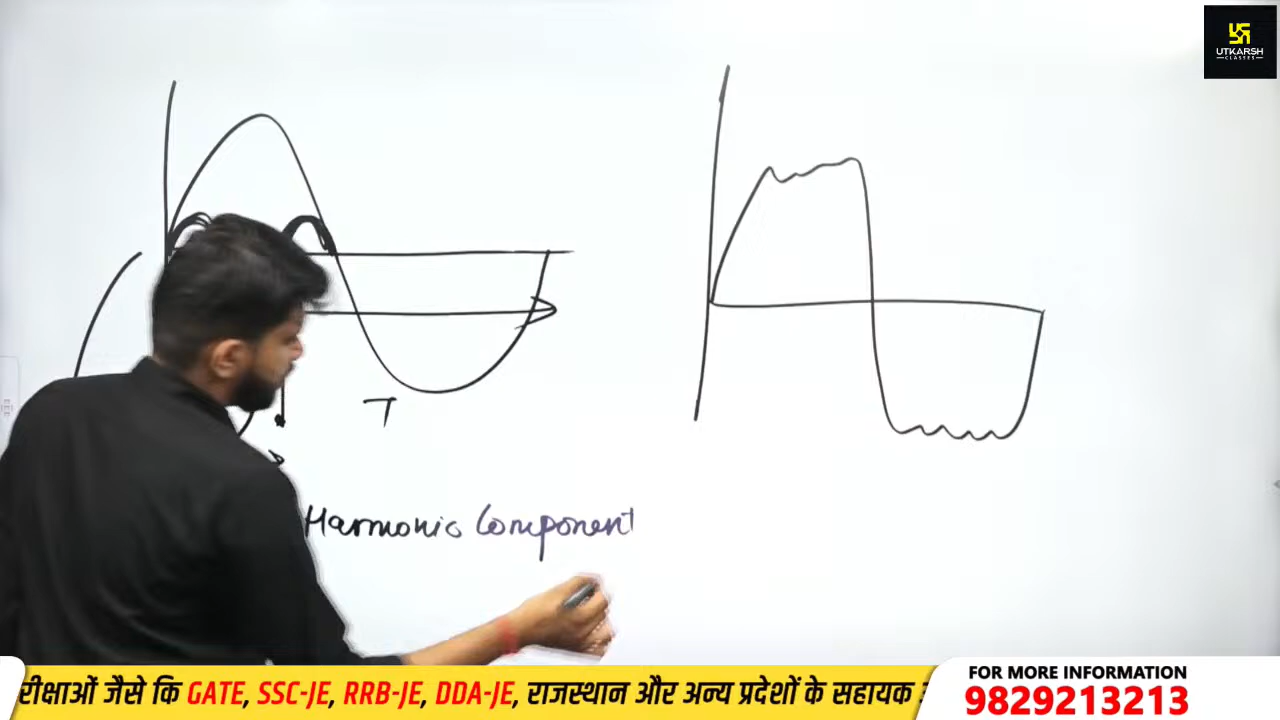 UTKARSH
CLASSES
T
Harmonic Component
रीक्षाओं जैसे कि GATE, SSC-JE, RRB-JE, DDA-JE, राजस्थान और अन्य प्रदेशों के सहायक
FOR MORE INFORMATION
9829213213